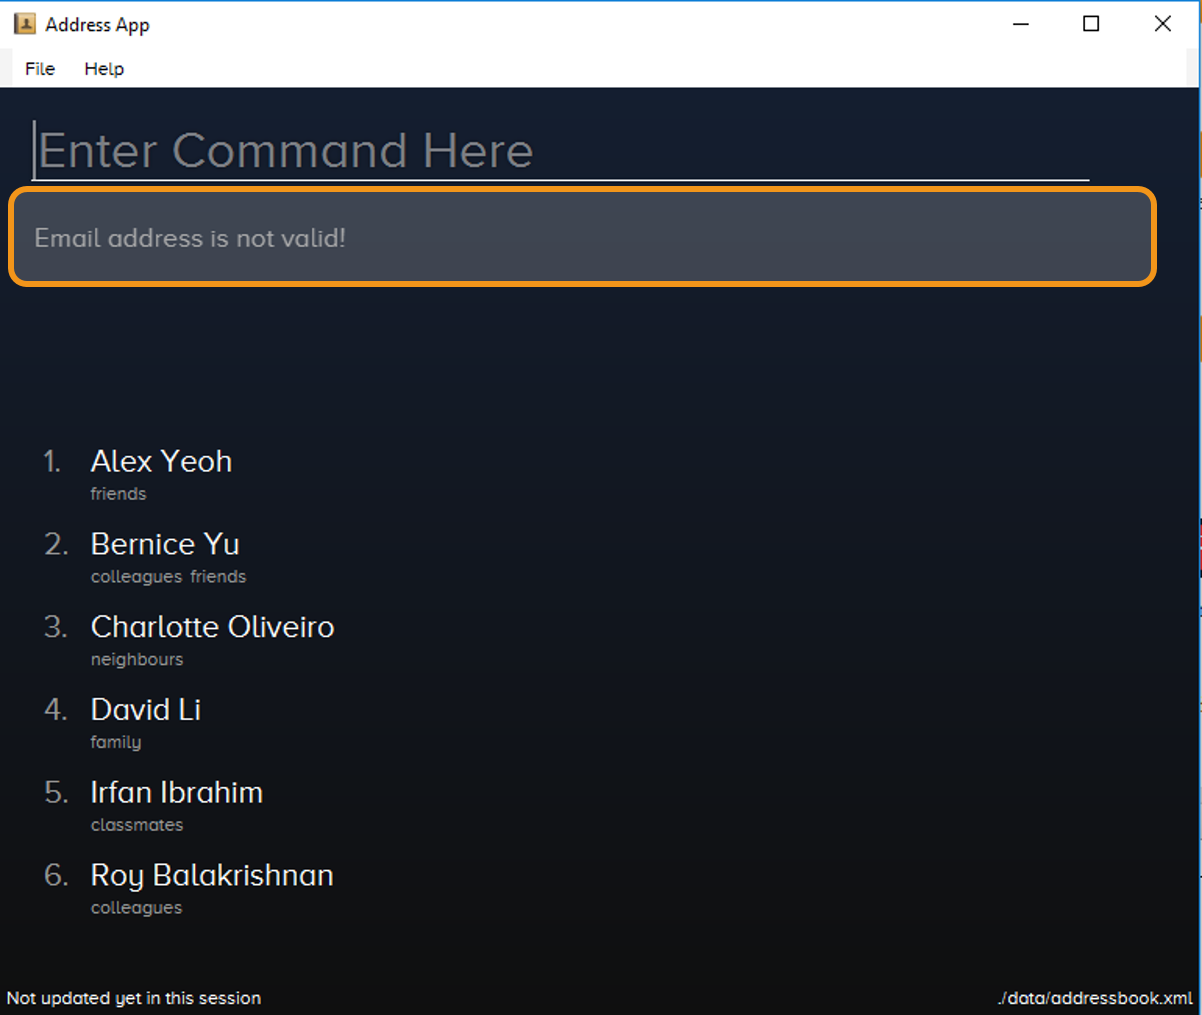 Address App
File Help
Enter Command Here
Email address is not valid!
1. Alex Yeoh
friends
2. Bernice Yu
colleagues friends
3. Charlotte Oliveiro
neighbours
4. David Li
family
5. Irfan Ibrahim
classmates
6. Roy Balakrishnan
colleagues
Not updated yet in this session ./data/addressbook.xml